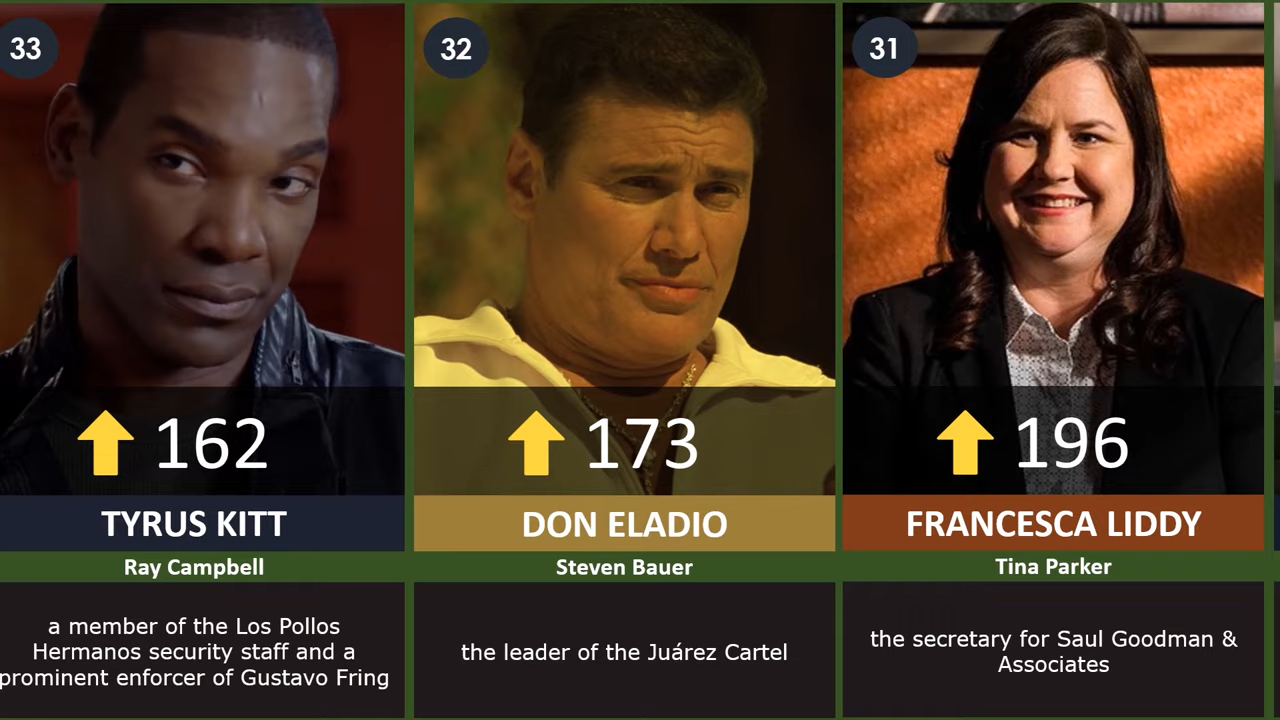 33
162
TYRUS KITT
Ray Campbell
a member of the Los Pollos
Hermanos security staff and a
prominent enforcer of Gustavo Fring
32
173
DON ELADIO
Steven Bauer
the leader of the Juárez Cartel
31
196
FRANCESCA LIDDY
Tina Parker
the secretary for Saul Goodman &
Associates